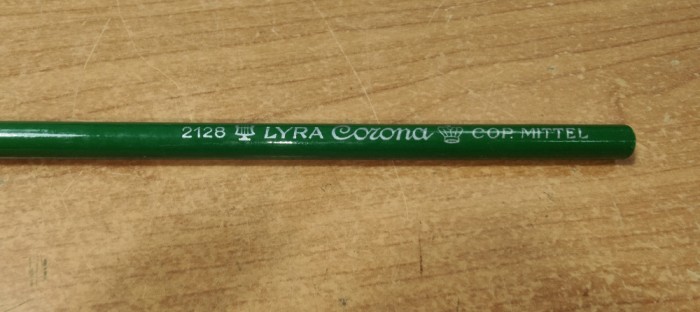 2128 LYRA Corona COP. MITTEL